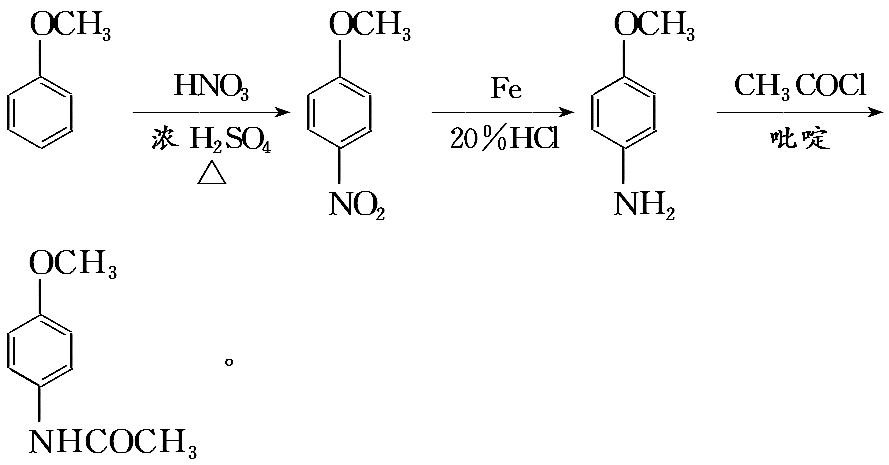 OCH₃
OCH₃
OCH₃
HNO₃
浓 H₂SO₄
△
NO₂
Fe
20%HCl
NH₂
CH₃COCl
吡啶
OCH₃
NHCOCH₃
。